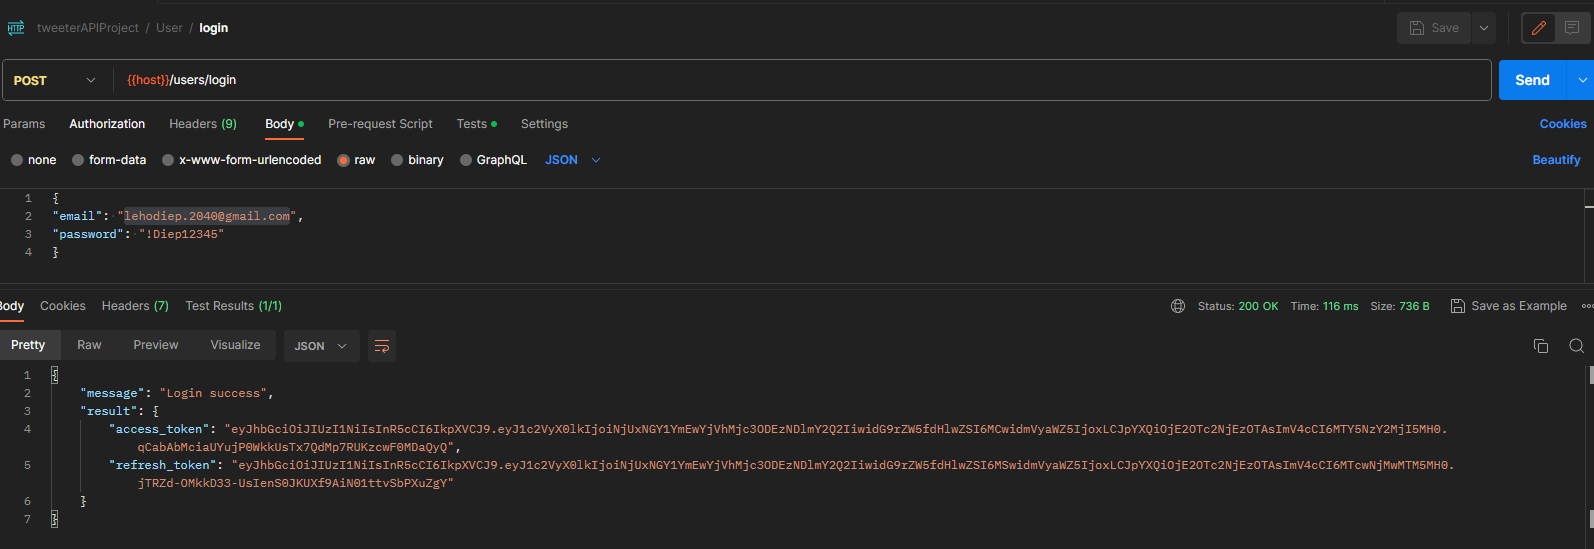 HTTP tweeterAPIProject / User / login
Save
POST {{host}}/users/login Send
Params Authorization Headers (9) Body Pre-request Script Tests Settings Cookies
none form-data x-www-form-urlencoded raw binary GraphQL JSON Beautify
1 {
2 "email": "lehodiep.2040@gmail.com",
3 "password": "!Diep12345"
4 }
Body Cookies Headers (7) Test Results (1/1) Status: 200 OK Time: 116 ms Size: 736 B Save as Example
Pretty Raw Preview Visualize JSON
1 {
2 "message": "Login success",
3 "result": {
4 "access_token": "eyJhbGciOiJIUzI1NiIsInR5cCI6IkpXVCJ9.eyJ1c2VyX0lkIjoiNjUxNGY1YmEwYjVhMjc3ODEzNDlmY2Q2IiwidG9rZW5fdHlwZSI6MCwidmVyaWZ5IjoxLCJpYXQiOjE2OTc2NjEzOTAsImV4cCI6MTY5NzY2MjI5MH0.
qCabAbMciaUYujP0WkkUsTx7QdMp7RUKzcwF0MDaQyQ",
5 "refresh_token": "eyJhbGciOiJIUzI1NiIsInR5cCI6IkpXVCJ9.eyJ1c2VyX0lkIjoiNjUxNGY1YmEwYjVhMjc3ODEzNDlmY2Q2IiwidG9rZW5fdHlwZSI6MSwidmVyaWZ5IjoxLCJpYXQiOjE2OTc2NjEzOTAsImV4cCI6MTcwNjMwMTM5MH0.
jTRZd-OMkkD33-UsIenS0JKUXf9AiN01ttvSbPXuZgY"
6 }
7 }